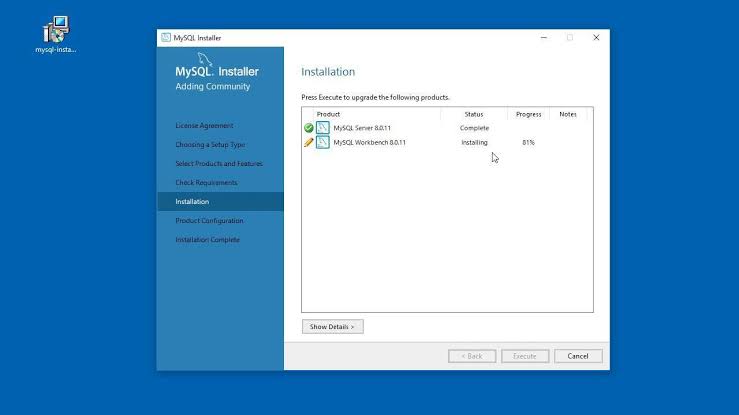 mysql-insta...
MySQL Installer
MySQL. Installer
Adding Community
License Agreement
Choosing a Setup Type
Select Products and Features
Check Requirements
Installation
Product Configuration
Installation Complete
Installation
Press Execute to upgrade the following products.
Product Status Progress Notes
MySQL Server 8.0.11 Complete
MySQL Workbench 8.0.11 Installing 81%
Show Details >
< Back Execute Cancel